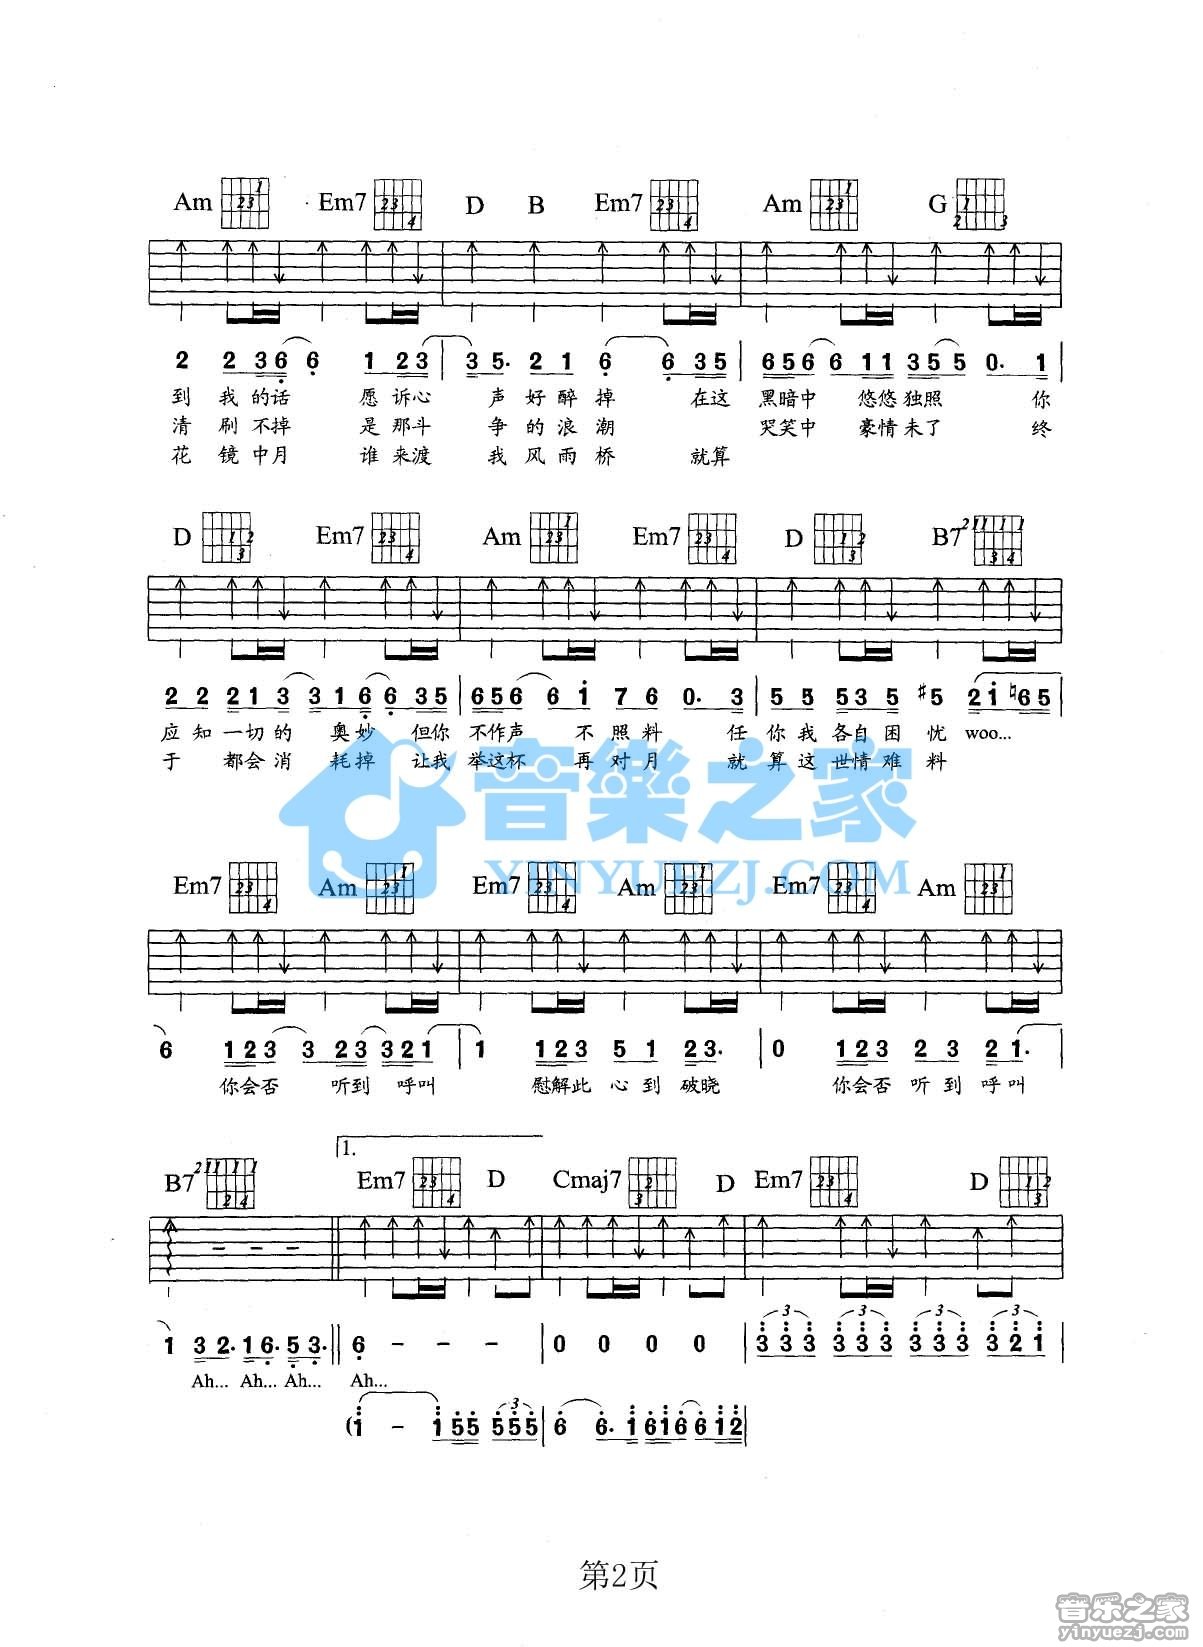 Am Em7 D B Em7 Am G
2 2 3 6 6 1 2 3 | 3 5. 2 1 6 6 3 5 | 6 5 6 6 1 1 3 5 5 0. 1
到 我 的话 愿 诉心 声 好 醉 掉 在这 黑暗中 悠悠 独照 你
清 刷 不掉 是 那斗 争 的 浪 潮 哭笑中 豪情 未了 终
花 镜 中月 谁 来渡 我 风 雨 桥 就算
D Em7 Am Em7 D B7
2 2 2 1 3 3 1 6 6 3 5 | 6 5 6 6 1 7 6 0. 3 | 5 5 5 3 5 #5 2 1 ♮6 5
应 知 一切 的 奥妙 但你 不作声 不 照 料 任 你 我 各自 困 忧 woo...
于 都会 消 耗掉 让我 举这杯 再 对 月 就 算 这 世情 难 料
音樂之家
YINYUEZJ.COM
Em7 Am Em7 Am Em7 Am
6 1 2 3 3 2 3 3 2 1 | 1 1 2 3 5 1 2 3. | 0 1 2 3 2 3 2 1.
你会否 听到 呼叫 慰解此 心 到 破晓 你会否 听 到 呼叫
1.
B7 Em7 D Cmaj7 D Em7 D
1 3 2. 1 6. 5 3. || 6 - - - | 0 0 0 0 | 3 3 3 3 3 3 3 3 3 3 2 1
Ah... Ah... Ah... Ah...
(1 - 1 5 5 5 5 5 | 6 6. 1 6 1 6 6 1 2
第2页
音乐之家
yinyuezj.com